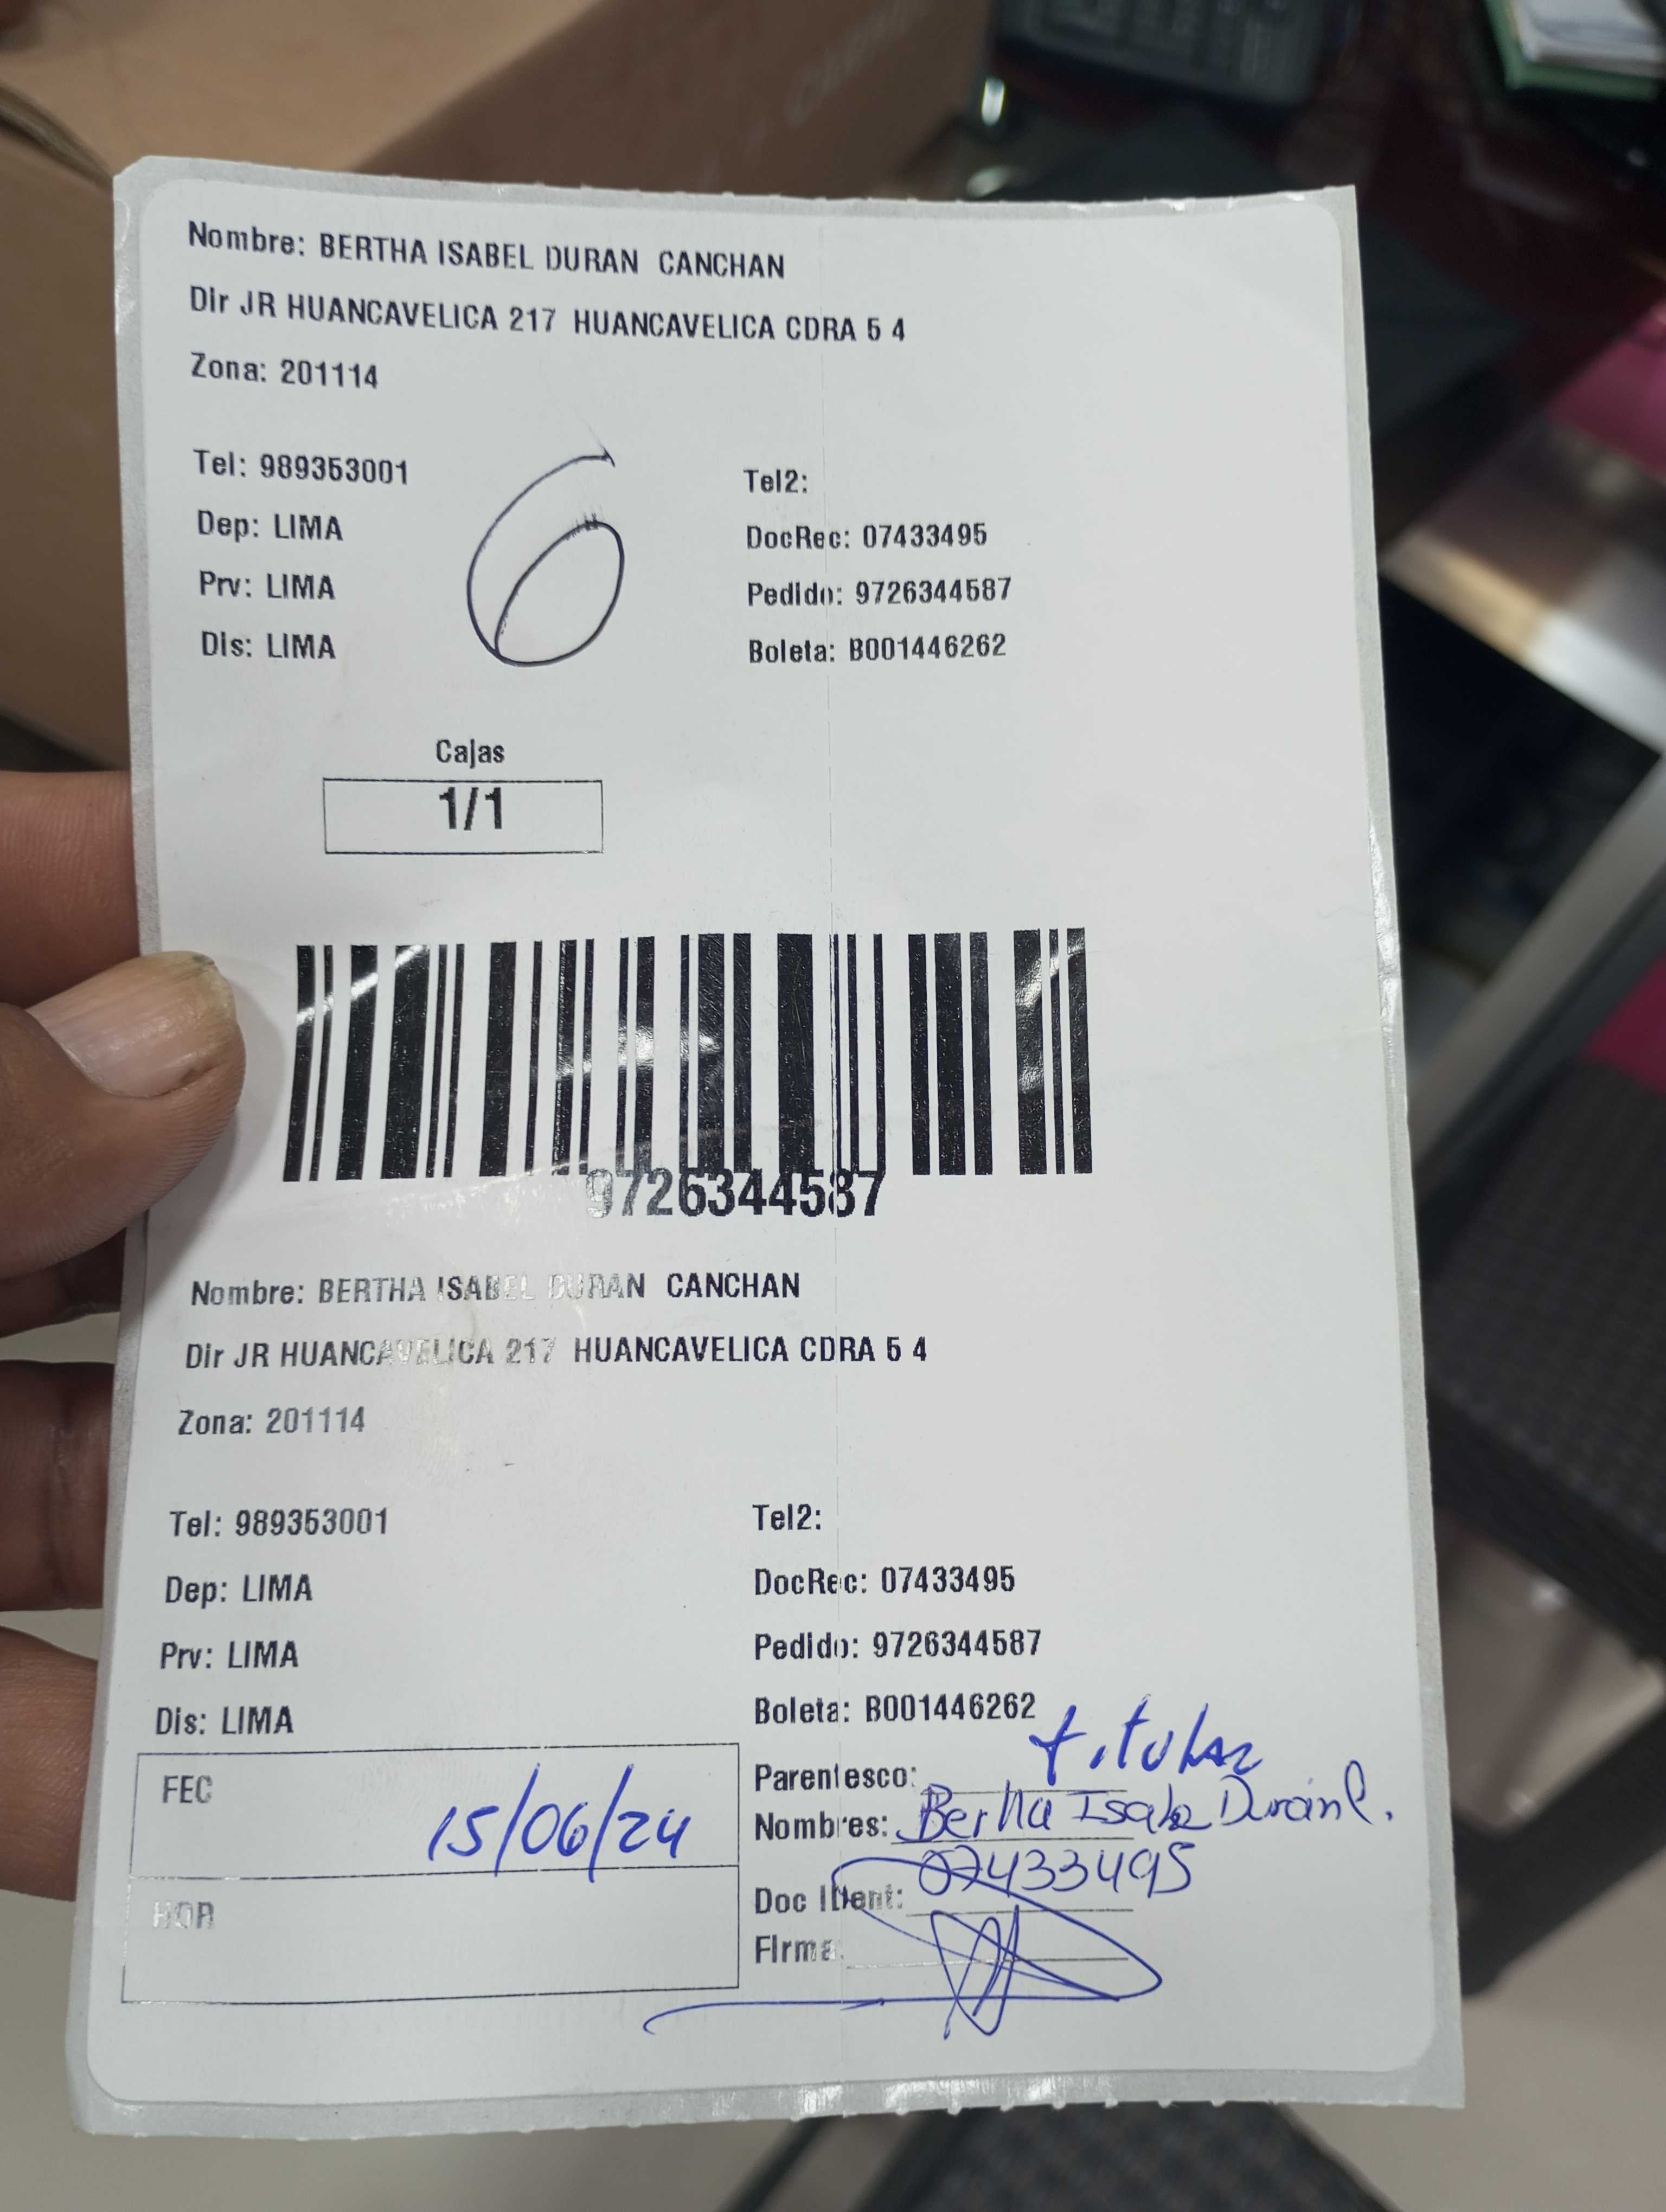 Nombre: BERTHA ISABEL DURAN CANCHAN
Dir JR HUANCAVELICA 217 HUANCAVELICA CDRA 5 4
Zona: 201114
Tel: 989353001
Tel2:
Dep: LIMA
DocRec: 07433495
Prv: LIMA
Pedido: 9726344587
Dis: LIMA
Boleta: B001446262
6
Cajas
1/1
9726344587
Nombre: BERTHA ISABEL DURAN CANCHAN
Dir JR HUANCAVELICA 217 HUANCAVELICA CDRA 5 4
Zona: 201114
Tel: 989353001
Tel2:
Dep: LIMA
DocRec: 07433495
Prv: LIMA
Pedido: 9726344587
Dis: LIMA
Boleta: B001446262
FEC 15/06/24
HOR
Parentesco: titular
Nombres: Bertha Isabe Durán C.
Doc Ident: 07433495
Firma: